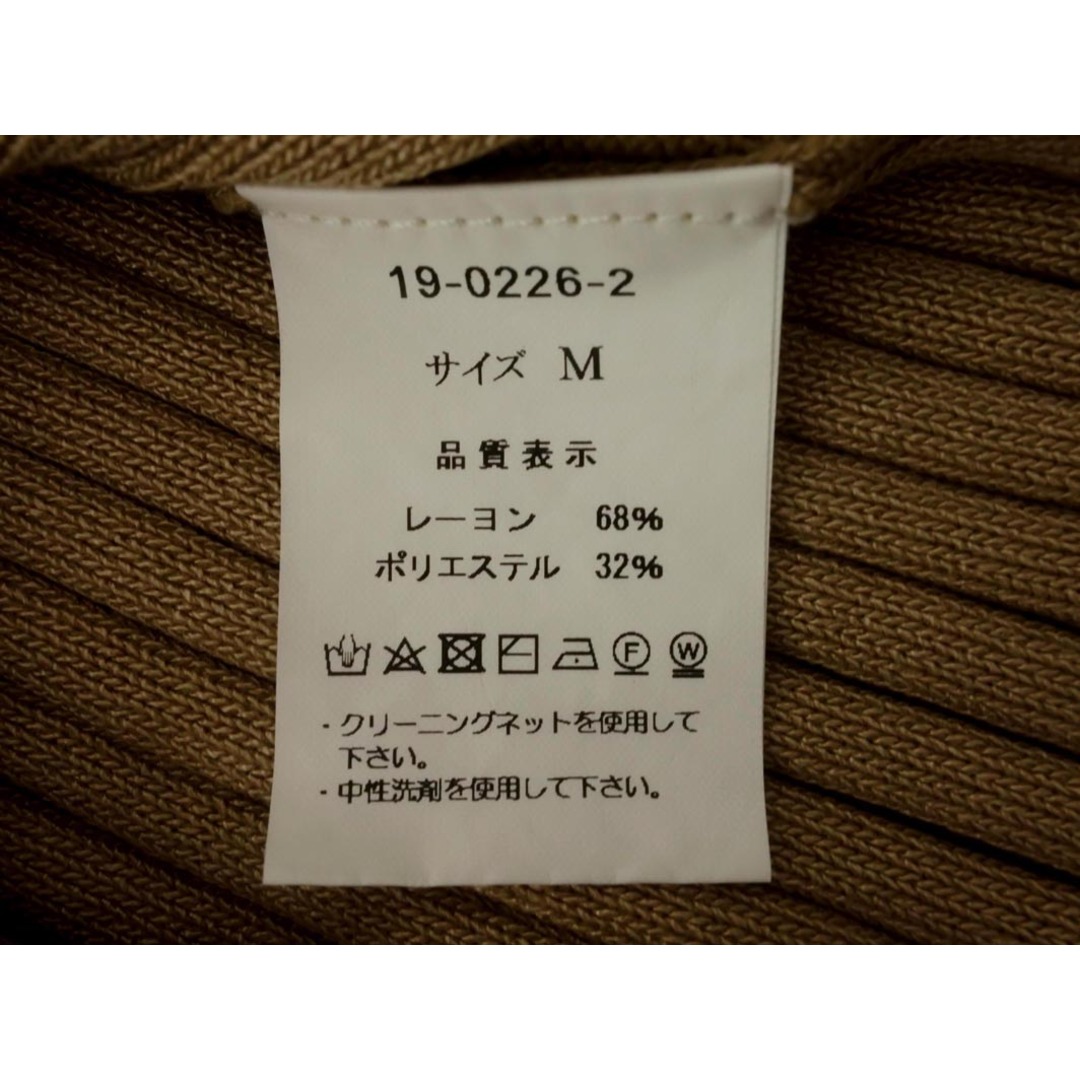 19-0226-2
サイズ M
品質表示
レーヨン 68%
ポリエステル 32%
F W
・クリーニングネットを使用して
下さい。
・中性洗剤を使用して下さい。